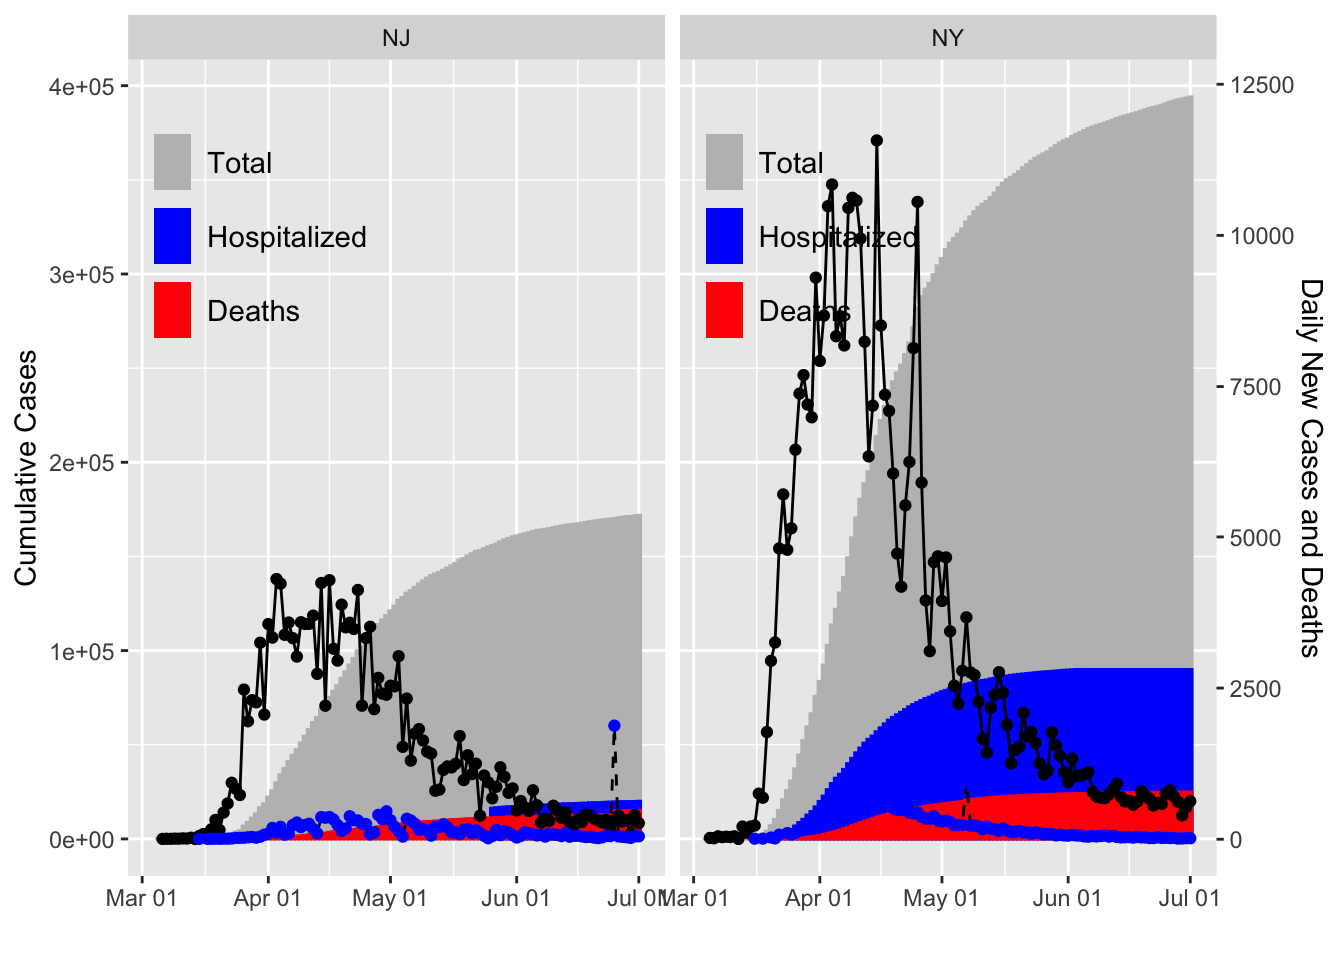 NJ
NY
4e+05
3e+05
2e+05
1e+05
0e+00
Cumulative Cases
Total
Hospitalized
Deaths
Total
Hospitalized
Deaths
12500
10000
7500
5000
2500
0
Daily New Cases and Deaths
Mar 01
Apr 01
May 01
Jun 01
Jul 01
Mar 01
Apr 01
May 01
Jun 01
Jul 01